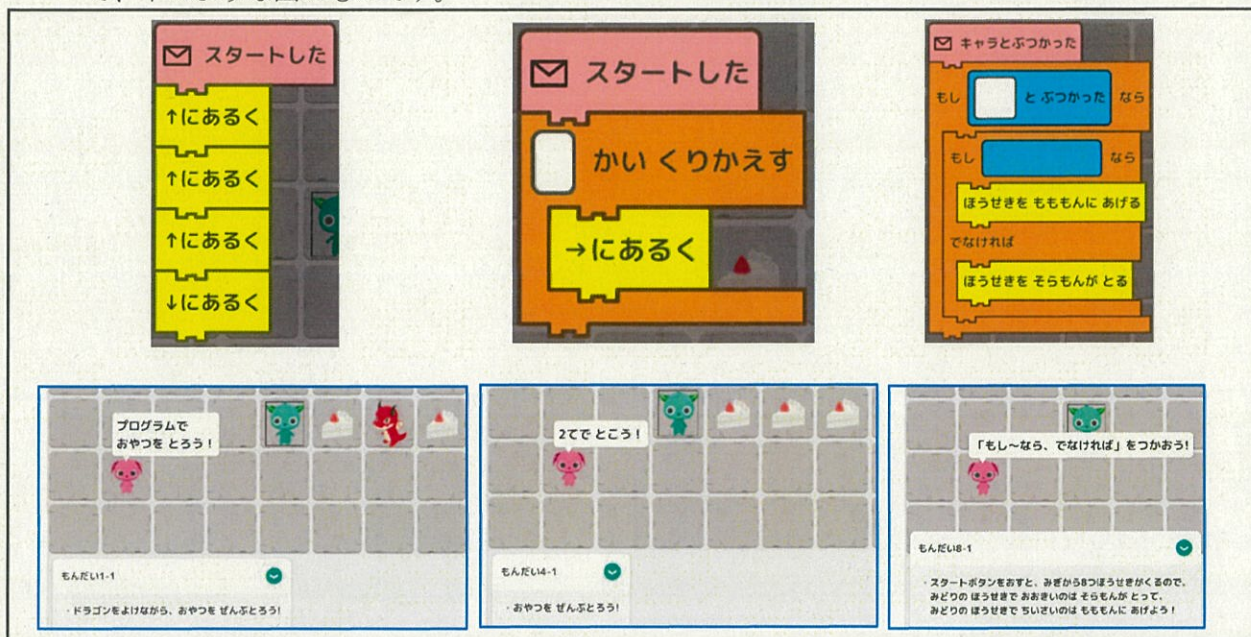 スタートした
↑にあるく
↑にあるく
↑にあるく
↓にあるく
スタートした
かい くりかえす
→にあるく
キャラとぶつかった
もし と ぶつかった なら
もし なら
ほうせきを もももんに あげる
でなければ
ほうせきを そらもんが とる
プログラムで
おやつを とろう！
もんだい1-1
・ドラゴンをよけながら、おやつを ぜんぶとろう!
2てで とこう！
もんだい4-1
・おやつを ぜんぶとろう!
「もし～なら、でなければ」をつかおう!
もんだい8-1
・スタートボタンをおすと、みぎから8つほうせきがくるので、
みどりの ほうせきで おおきいのは そらもんが とって、
みどりの ほうせきで ちいさいのは もももんに あげよう！